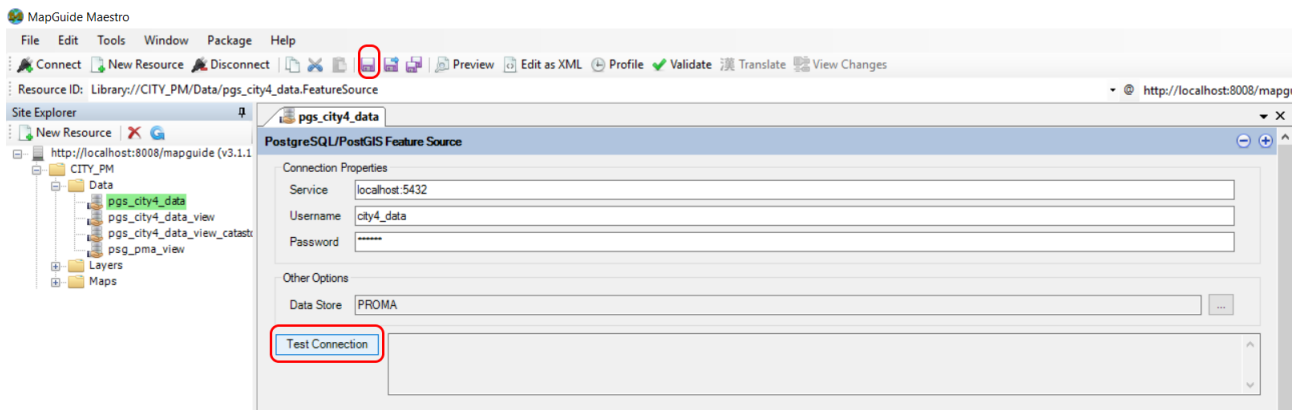 MapGuide Maestro
File Edit Tools Window Package Help
Connect New Resource Disconnect Preview Edit as XML Profile Validate 漢 Translate View Changes
Resource ID: Library://CITY_PM/Data/pgs_city4_data.FeatureSource @ http://localhost:8008/mapgu
Site Explorer
New Resource
http://localhost:8008/mapguide (v3.1.1
CITY_PM
Data
pgs_city4_data
pgs_city4_data_view
pgs_city4_data_view_catasto
psg_pma_view
Layers
Maps
pgs_city4_data
PostgreSQL/PostGIS Feature Source
Connection Properties
Service localhost:5432
Username city4_data
Password ••••••
Other Options
Data Store PROMA ...
Test Connection